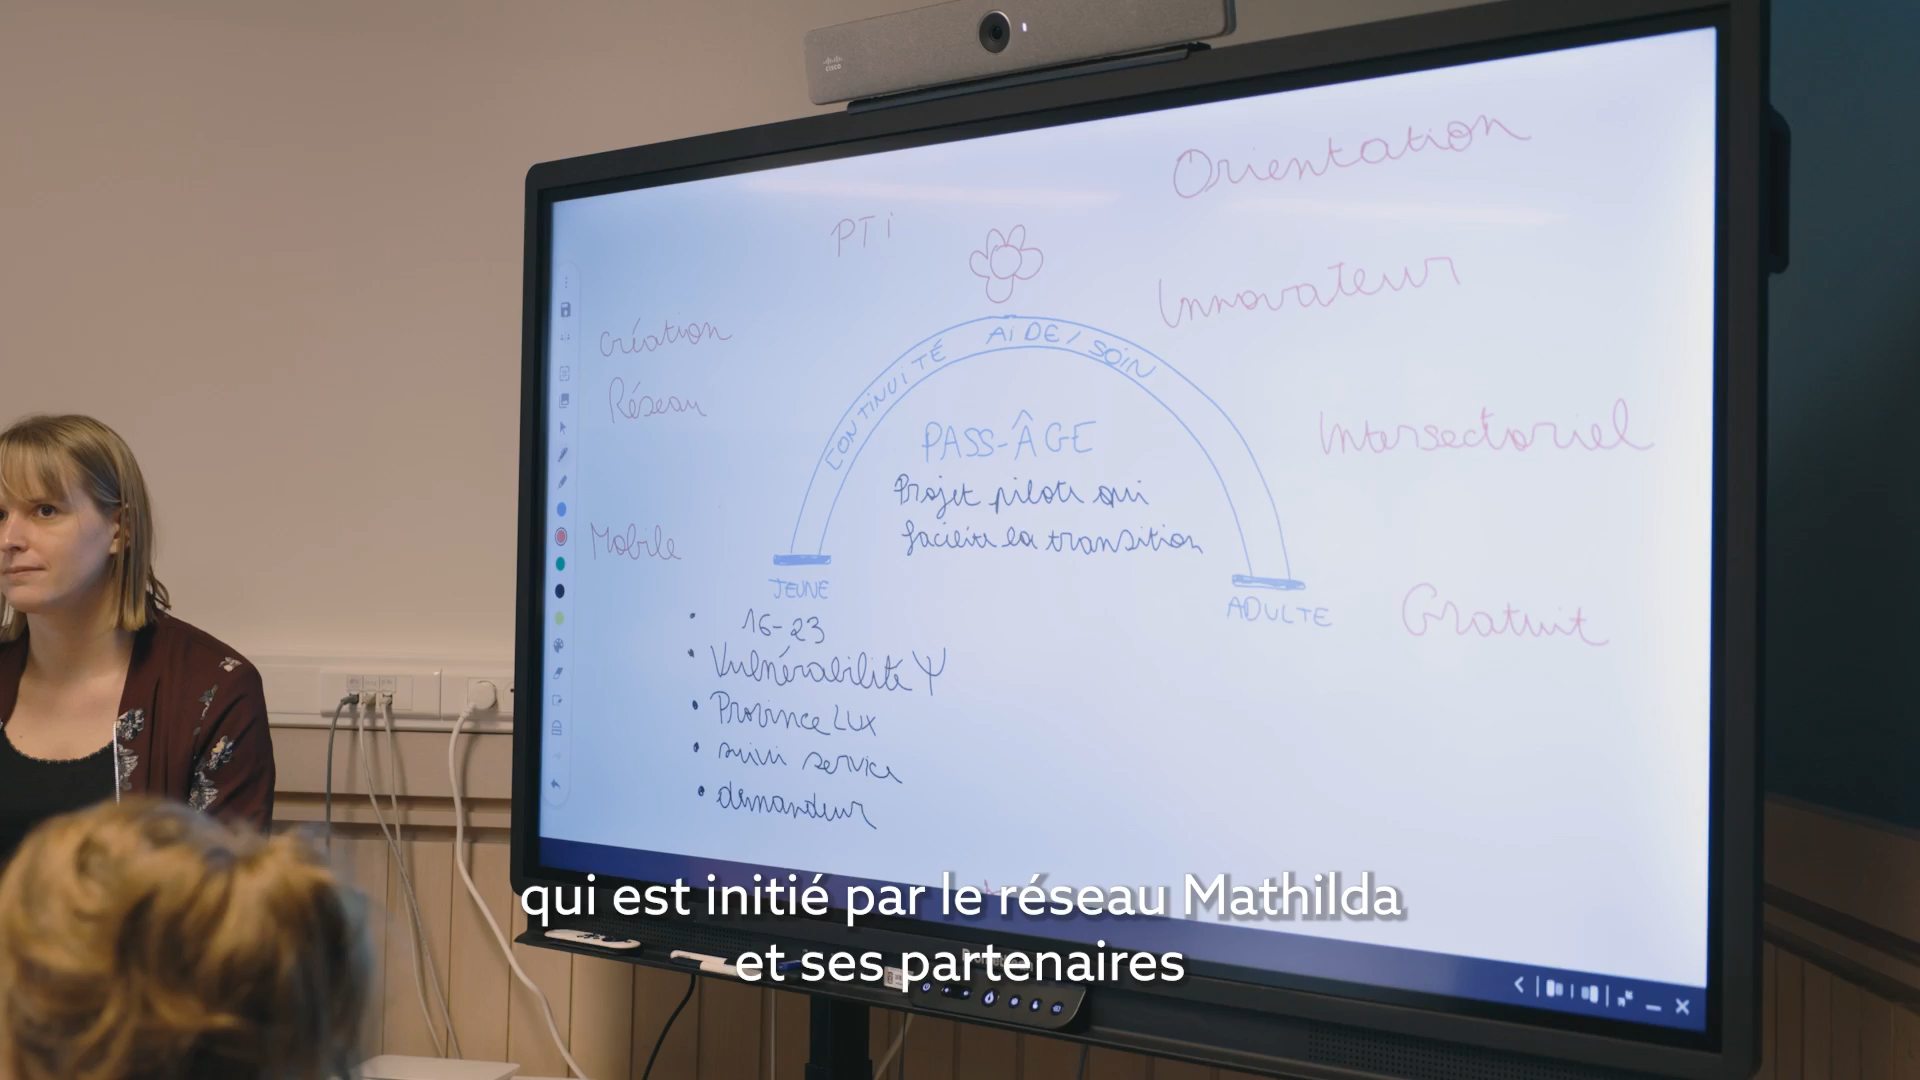 cisco
Orientation
PTi
Innovateur
Création
CONTINUITÉ AiDE/SOIN
Réseau
PASS-ÂGE
Intersectoriel
Projet pilote qui
facilite la transition
Mobile
JEUNE
ADULTE
Gratuit
• 16-23
• Vulnérabilité Ψ
• Province LUX
• suivi service
• demandeur
qui est initié par le réseau Mathilda
et ses partenaires